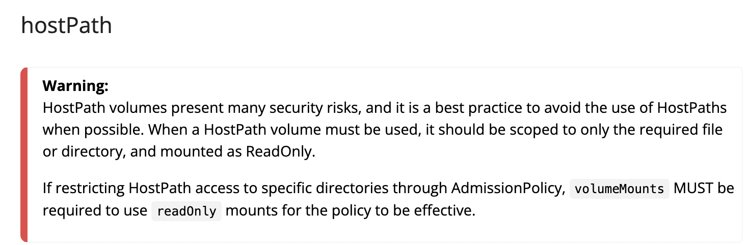 hostPath
Warning:
HostPath volumes present many security risks, and it is a best practice to avoid the use of HostPaths
when possible. When a HostPath volume must be used, it should be scoped to only the required file
or directory, and mounted as ReadOnly.
If restricting HostPath access to specific directories through AdmissionPolicy, volumeMounts MUST be
required to use readOnly mounts for the policy to be effective.